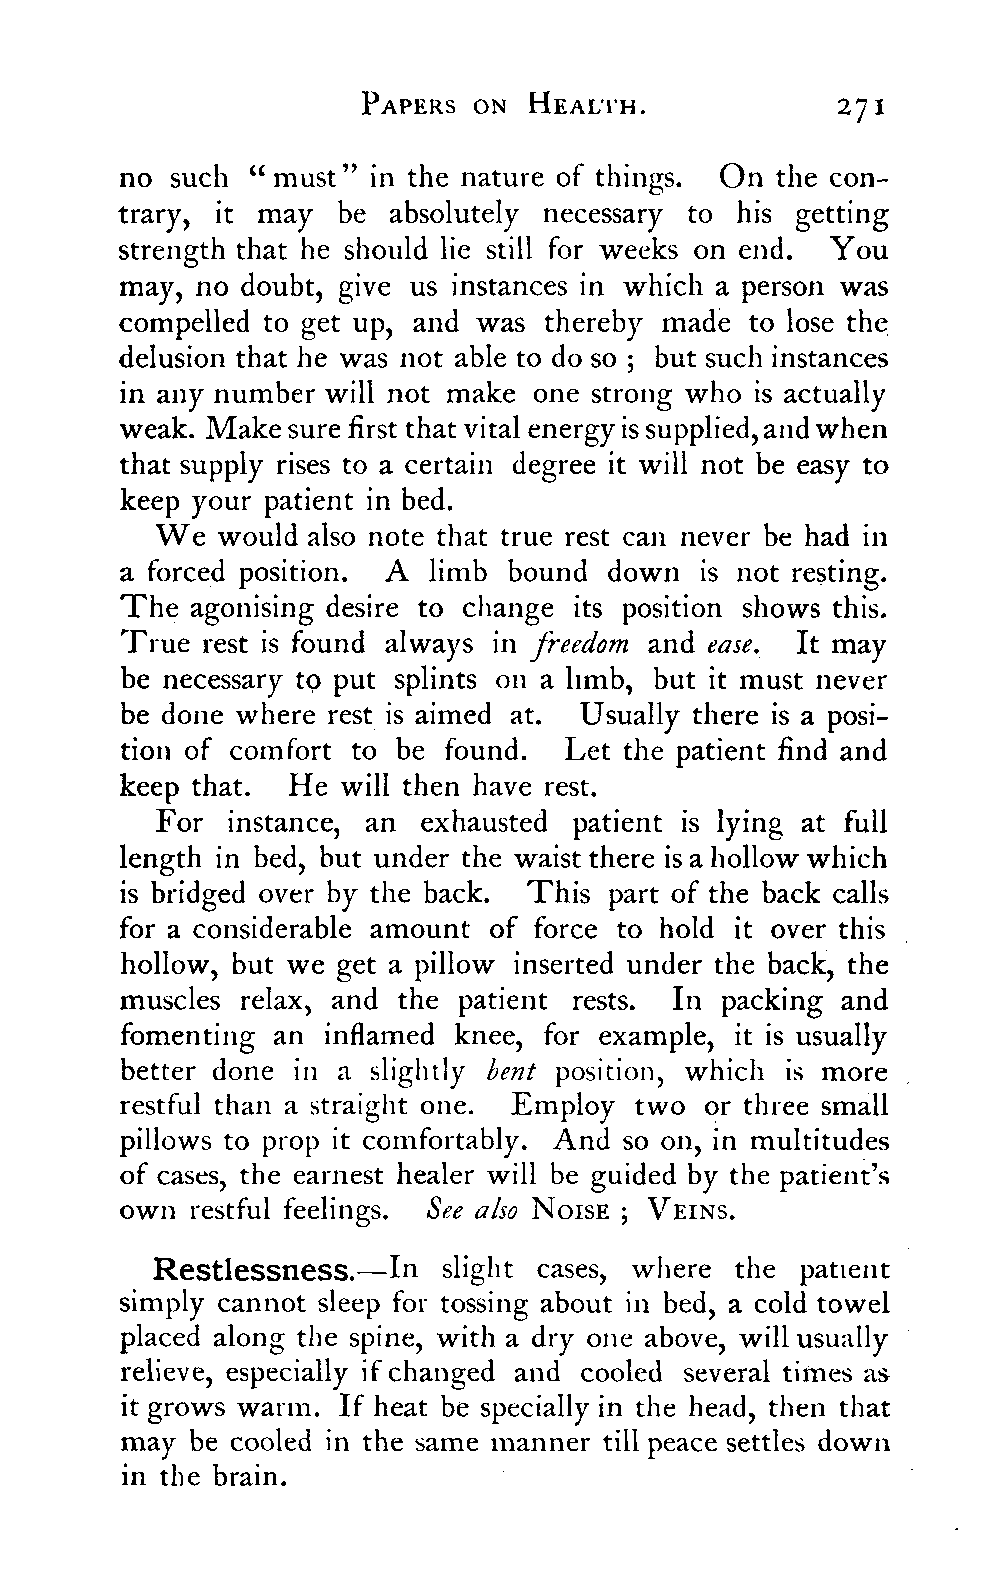 Papers on Health. 271
no such "must" in the nature of things. On the con-
trary, it may be absolutely necessary to his getting
strength that he should lie still for weeks on end. You
may, no doubt, give us instances in which a person was
compelled to get up, and was thereby made to lose the
delusion that he was not able to do so ; but such instances
in any number will not make one strong who is actually
weak. Make sure first that vital energy is supplied, and when
that supply rises to a certain degree it will not be easy to
keep your patient in bed.
We would also note that true rest can never be had in
a forced position. A limb bound down is not resting.
The agonising desire to change its position shows this.
True rest is found always in freedom and ease. It may
be necessary to put splints on a limb, but it must never
be done where rest is aimed at. Usually there is a posi-
tion of comfort to be found. Let the patient find and
keep that. He will then have rest.
For instance, an exhausted patient is lying at full
length in bed, but under the waist there is a hollow which
is bridged over by the back. This part of the back calls
for a considerable amount of force to hold it over this
hollow, but we get a pillow inserted under the back, the
muscles relax, and the patient rests. In packing and
fomenting an inflamed knee, for example, it is usually
better done in a slightly bent position, which is more
restful than a straight one. Employ two or three small
pillows to prop it comfortably. And so on, in multitudes
of cases, the earnest healer will be guided by the patient's
own restful feelings. See also Noise ; Veins.
Restlessness.—In slight cases, where the patient
simply cannot sleep for tossing about in bed, a cold towel
placed along the spine, with a dry one above, will usually
relieve, especially if changed and cooled several times as
it grows warm. If heat be specially in the head, then that
may be cooled in the same manner till peace settles down
in the brain.